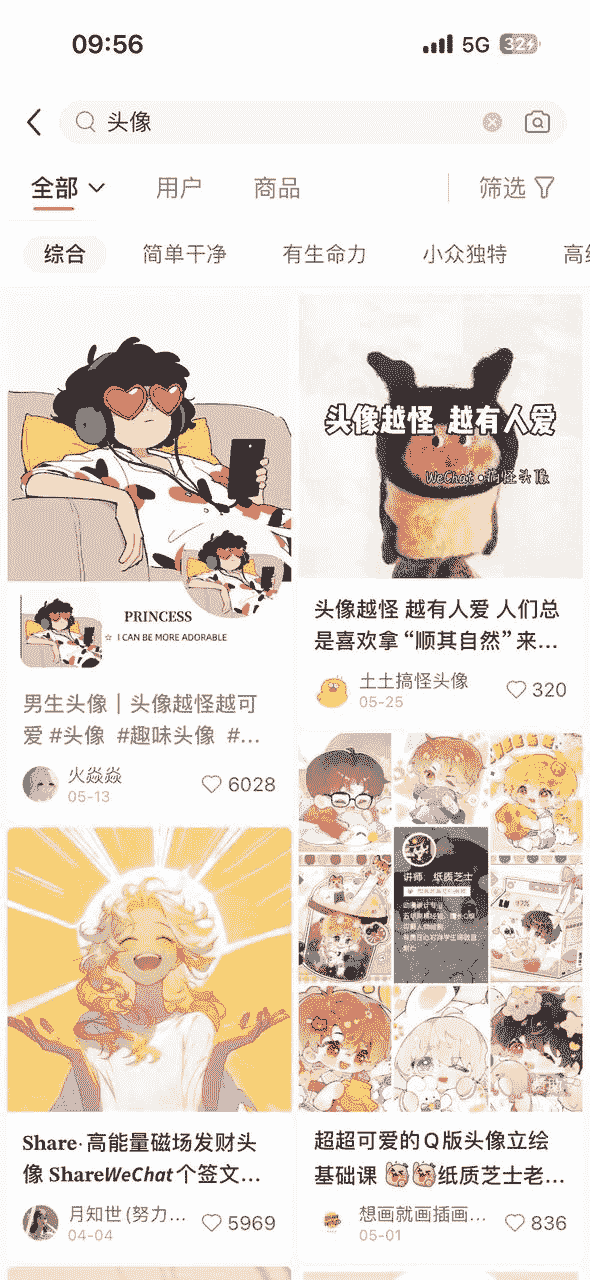 09:56
5G
32
头像
全部
用户
商品
筛选
综合
简单干净
有生命力
小众独特
PRINCESS
☆ I CAN BE MORE ADORABLE
男生头像｜头像越怪越可
爱 #头像 #趣味头像 #...
火焱焱
05-13
6028
头像越怪 越有人爱
WeChat•搞怪头像
头像越怪 越有人爱 人们总
是喜欢拿“顺其自然”来...
土土搞怪头像
05-25
320
Share·高能量磁场发财头
像 ShareWeChat个签文...
月知世(努力...
04-04
5969
讲师：纸质芝士
超超可爱的Q版头像立绘
基础课 纸质芝士老...
想画就画插画...
05-01
836